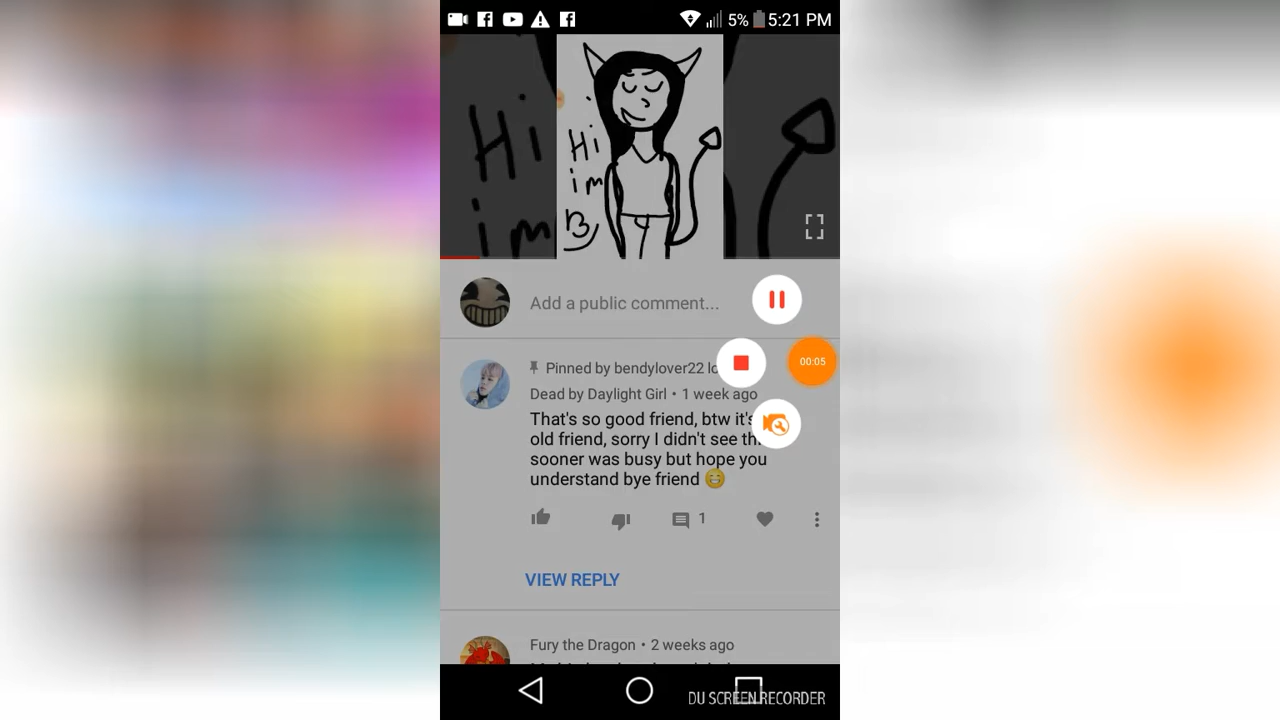 5% 5:21 PM
Hi
im
B
Hi
im
Add a public comment...
00:05
Pinned by bendylover22 lo
Dead by Daylight Girl • 1 week ago
That's so good friend, btw it's
old friend, sorry I didn't see
sooner was busy but hope you
understand bye friend 😁
1
VIEW REPLY
Fury the Dragon • 2 weeks ago
DU SCREEN RECORDER